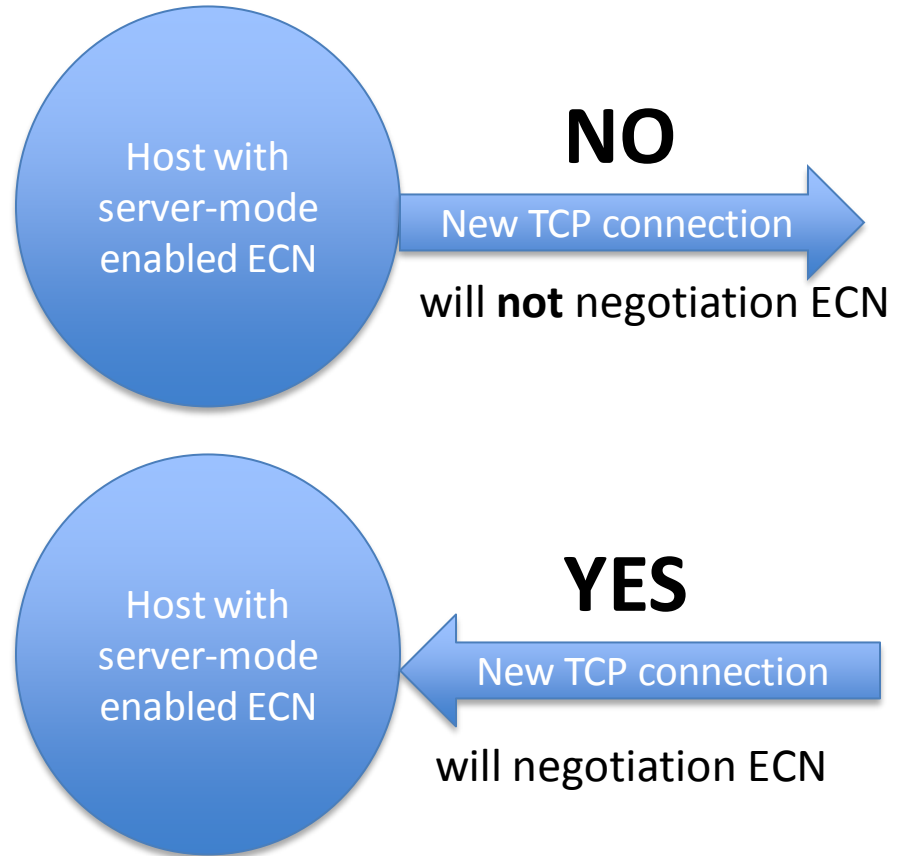 Host with
server-mode
enabled ECN
NO
New TCP connection
will not negotiation ECN
Host with
server-mode
enabled ECN
YES
New TCP connection
will negotiation ECN